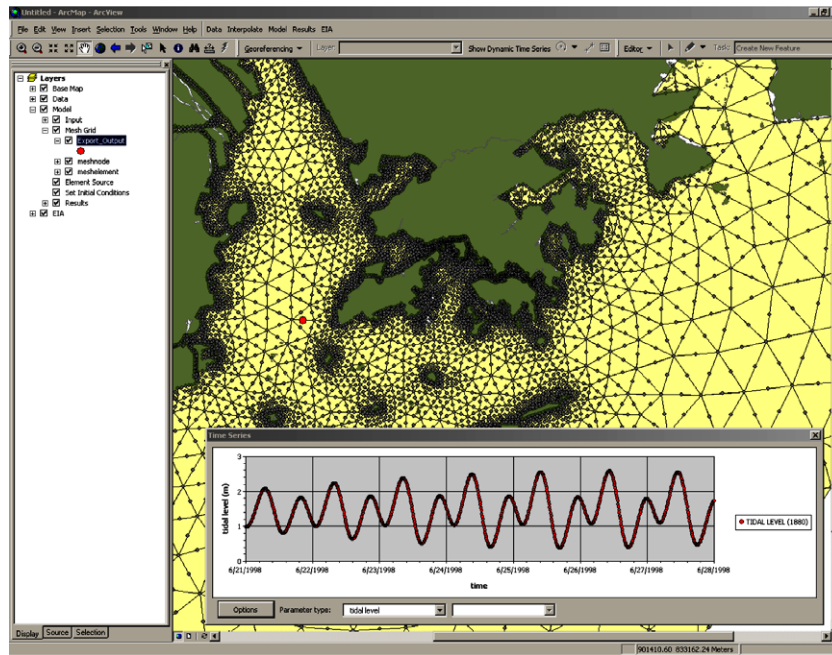 Untitled - ArcMap - ArcView
File Edit View Insert Selection Tools Window Help Data Interpolate Model Results EIA
Georeferencing Layer: Show Dynamic Time Series Editor Task: Create New Feature
Layers
Base Map
Data
Model
Input
Mesh Grid
Export_Output
meshnode
meshelement
Element Source
Set Initial Conditions
Results
EIA
Time Series
tidal level (m)
3
2
1
0
6/21/1998 6/22/1998 6/23/1998 6/24/1998 6/25/1998 6/26/1998 6/27/1998 6/28/1998
time
TIDAL LEVEL (1880)
Options Parameter type: tidal level
Display Source Selection
901410.60 833162.24 Meters